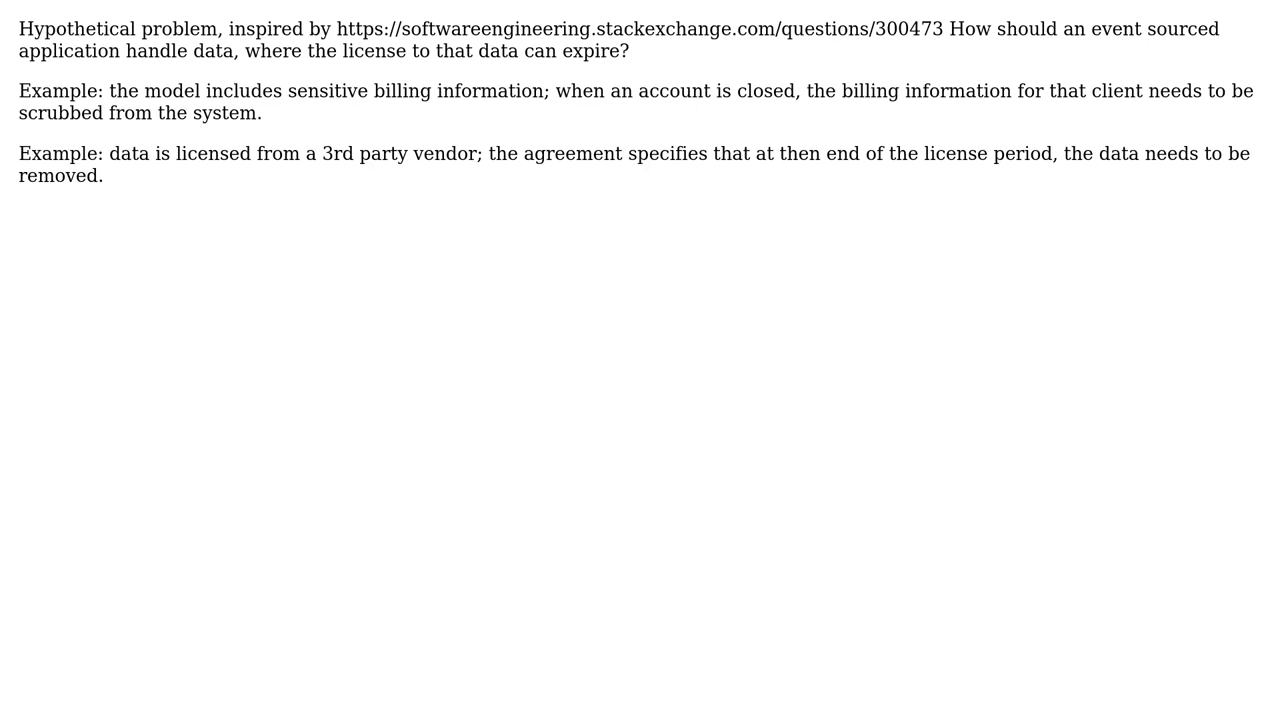 Hypothetical problem, inspired by https://softwareengineering.stackexchange.com/questions/300473 How should an event sourced
application handle data, where the license to that data can expire?
Example: the model includes sensitive billing information; when an account is closed, the billing information for that client needs to be
scrubbed from the system.
Example: data is licensed from a 3rd party vendor; the agreement specifies that at then end of the license period, the data needs to be
removed.